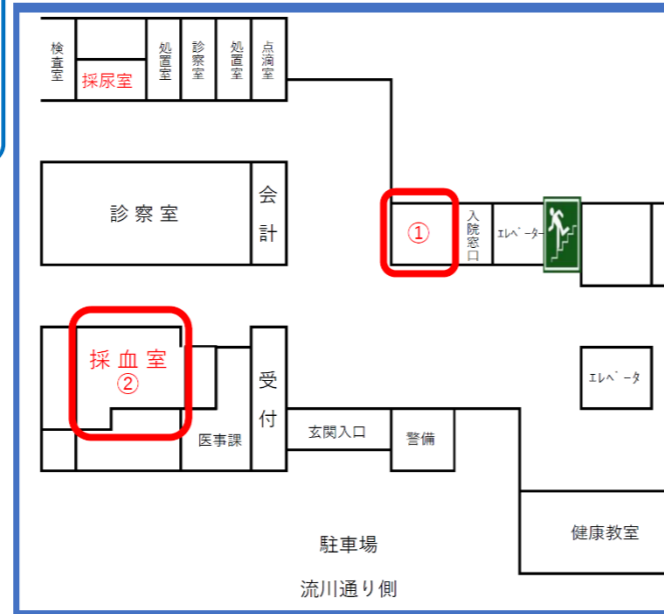 検査室
採尿室
処置室
診察室
処置室
点滴室
診察室
会計
①
入院窓口
ｴﾚﾍﾞｰﾀｰ
採血室
②
受付
医事課
玄関入口
警備
ｴﾚﾍﾞｰﾀ
健康教室
駐車場
流川通り側